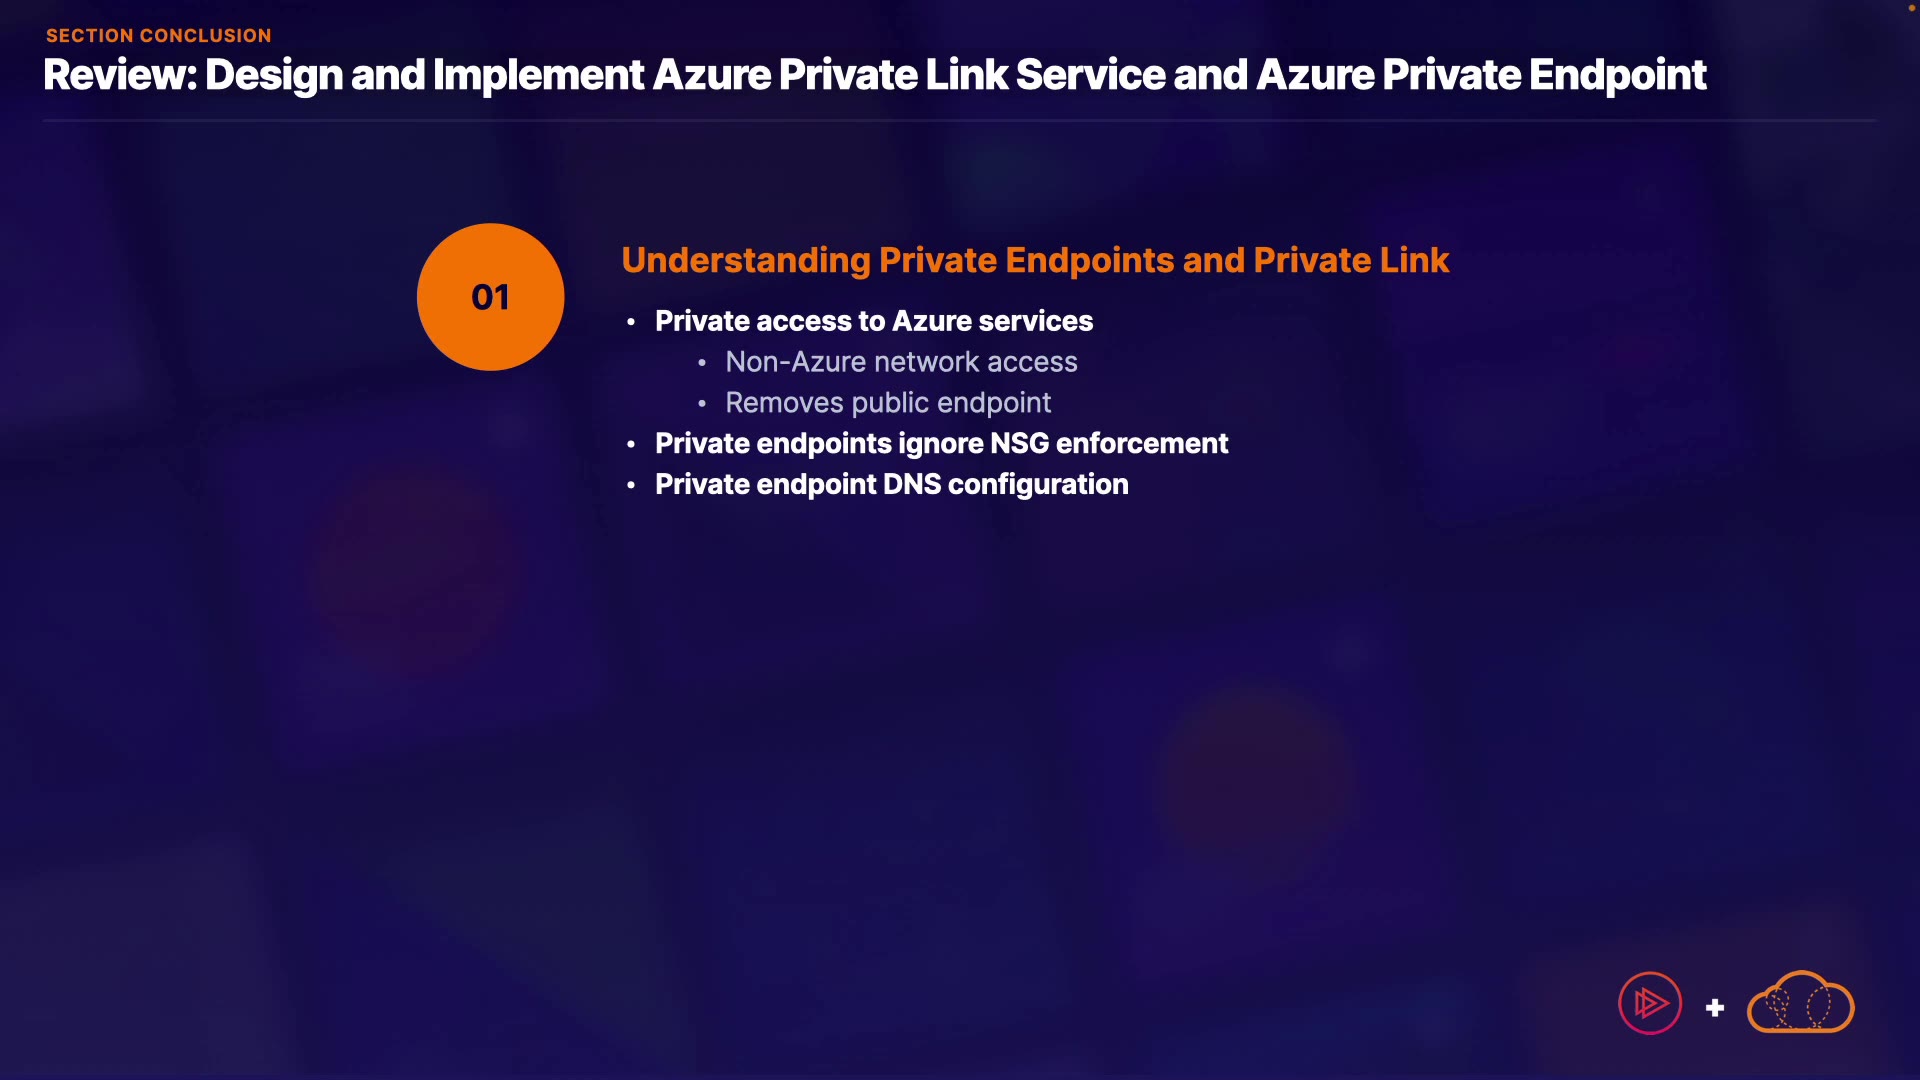 SECTION CONCLUSION
Review: Design and Implement Azure Private Link Service and Azure Private Endpoint
01
Understanding Private Endpoints and Private Link
• Private access to Azure services
• Non-Azure network access
• Removes public endpoint
• Private endpoints ignore NSG enforcement
• Private endpoint DNS configuration
+